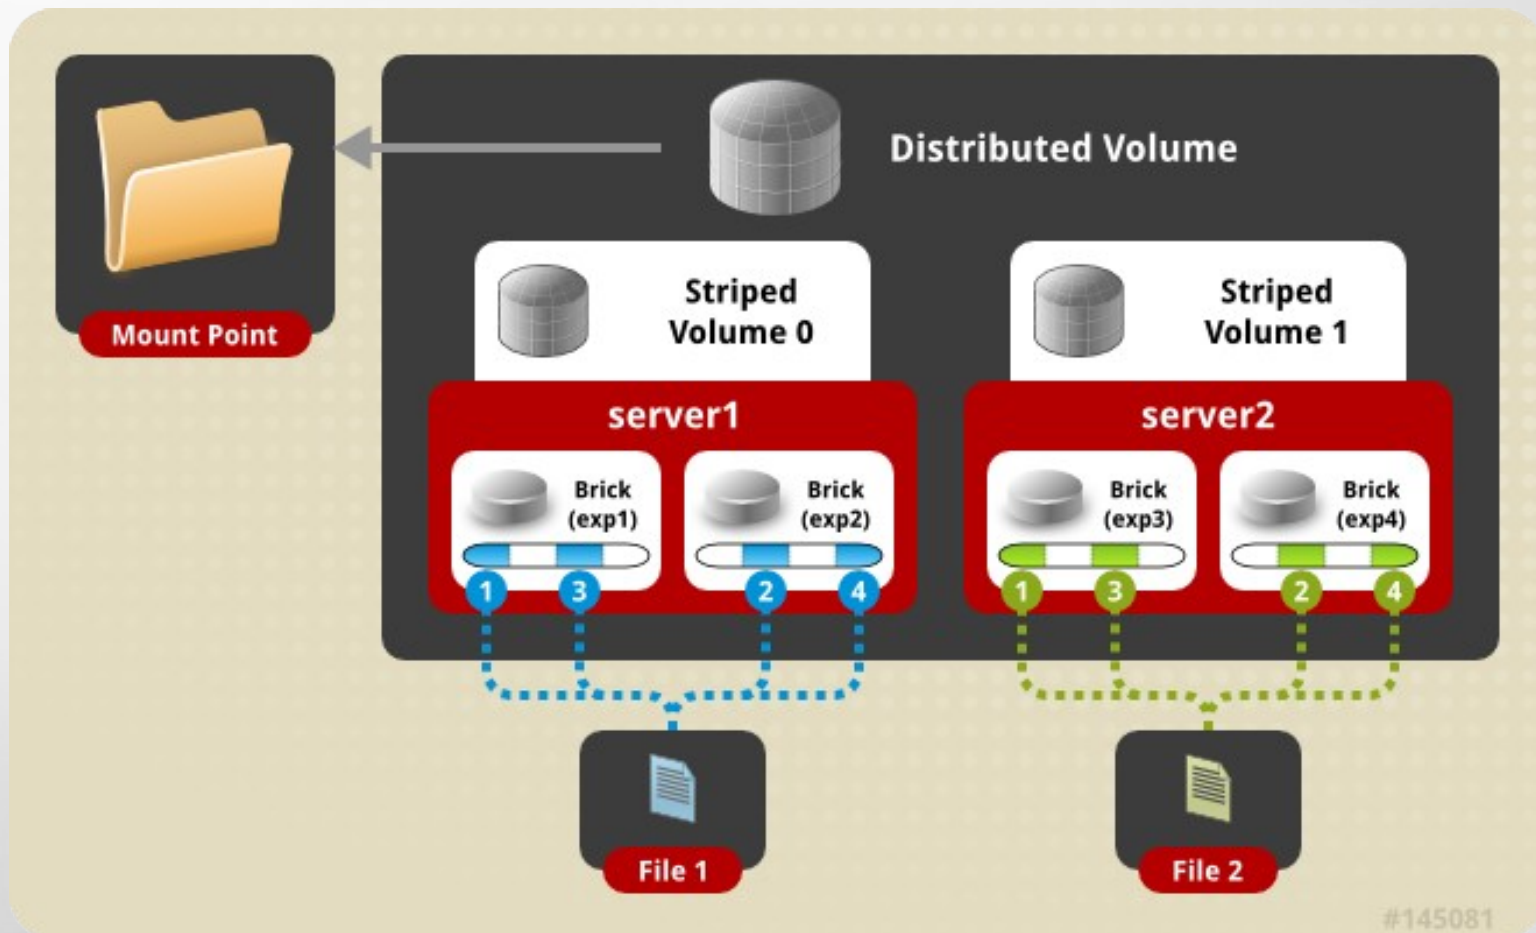 Distributed Volume
Mount Point
Striped
Volume 0
Striped
Volume 1
server1
server2
Brick
(exp1)
Brick
(exp2)
Brick
(exp3)
Brick
(exp4)
1
3
2
4
1
3
2
4
File 1
File 2
#145081